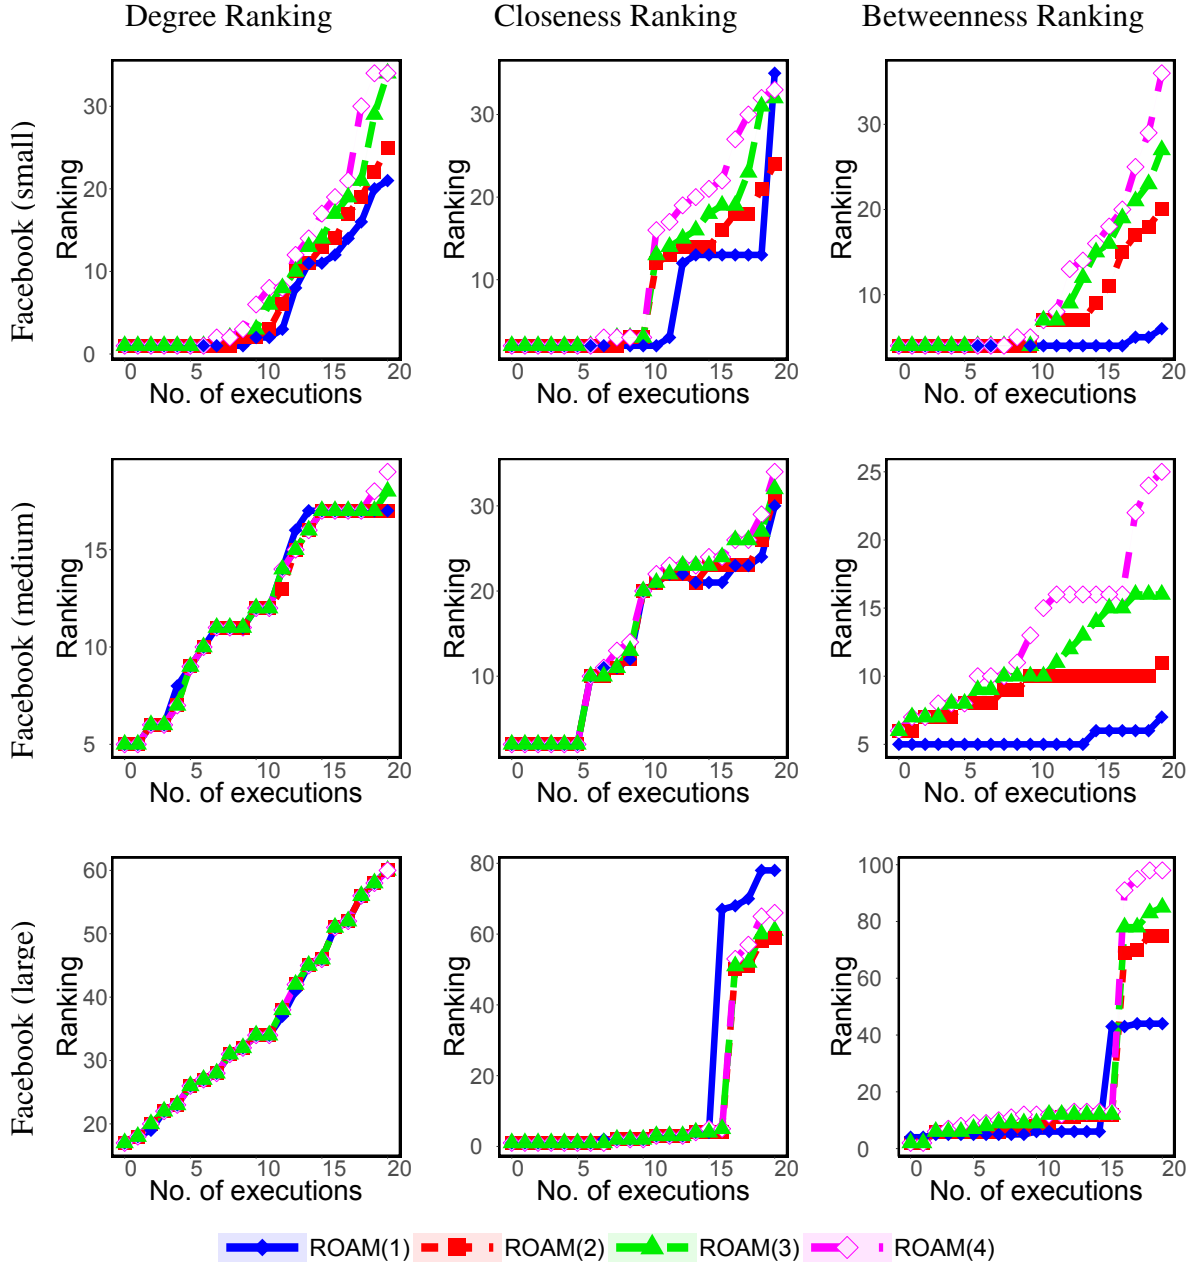 Degree Ranking Closeness Ranking Betweenness Ranking
Facebook (small)
Ranking
30
20
10
0
0 5 10 15 20
No. of executions
Ranking
30
20
10
0 5 10 15 20
No. of executions
Ranking
30
20
10
0 5 10 15 20
No. of executions
Facebook (medium)
Ranking
15
10
5
0 5 10 15 20
No. of executions
Ranking
30
20
10
0 5 10 15 20
No. of executions
Ranking
25
20
15
10
5
0 5 10 15 20
No. of executions
Facebook (large)
Ranking
60
50
40
30
20
0 5 10 15 20
No. of executions
Ranking
80
60
40
20
0
0 5 10 15 20
No. of executions
Ranking
100
80
60
40
20
0
0 5 10 15 20
No. of executions
ROAM(1) ROAM(2) ROAM(3) ROAM(4)